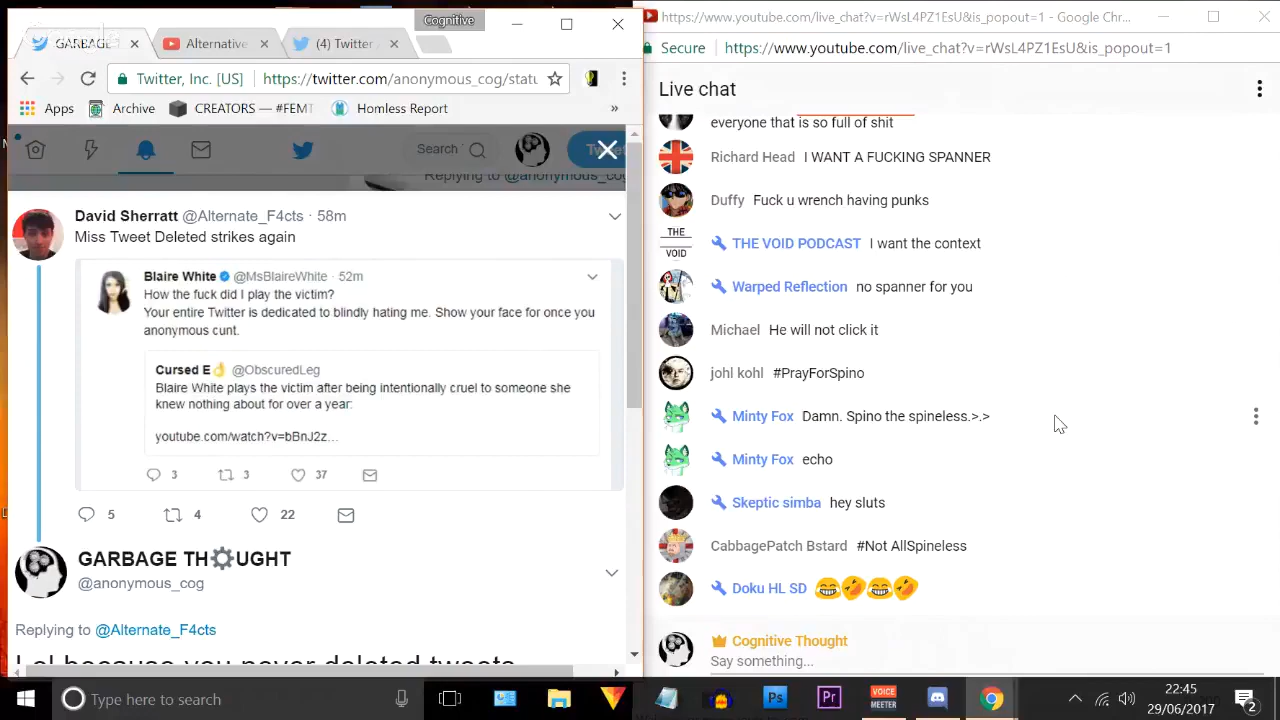 Cognitive
GARBAGE
Alternative
(4) Twitter
Twitter, Inc. [US]
https://twitter.com/anonymous_cog/statu
Apps
Archive
CREATORS — #FEMT
Homless Report
»
Search
Replying to @anonymous_cog
David Sherratt @Alternate_F4cts · 58m
Miss Tweet Deleted strikes again
Blaire White @MsBlaireWhite · 52m
How the fuck did I play the victim?
Your entire Twitter is dedicated to blindly hating me. Show your face for once you
anonymous cunt.
Cursed E👌 @ObscuredLeg
Blaire White plays the victim after being intentionally cruel to someone she
knew nothing about for over a year:
youtube.com/watch?v=bBnJ2z...
3 3 37
5 4 22
GARBAGE TH⚙UGHT
@anonymous_cog
Replying to @Alternate_F4cts
Lol because you never deleted tweets
https://www.youtube.com/live_chat?v=rWsL4PZ1EsU&is_popout=1 - Google Chr...
Secure
https://www.youtube.com/live_chat?v=rWsL4PZ1EsU&is_popout=1
Live chat
everyone that is so full of shit
Richard Head I WANT A FUCKING SPANNER
Duffy Fuck u wrench having punks
THE VOID
THE VOID PODCAST I want the context
Warped Reflection no spanner for you
Michael He will not click it
johl kohl #PrayForSpino
Minty Fox Damn. Spino the spineless.>.>
Minty Fox echo
Skeptic simba hey sluts
CabbagePatch Bstard #Not AllSpineless
Doku HL SD 😂🤣😂🤣
Cognitive Thought
Say something...
Type here to search
Ps
Pr
VOICE
MEETER
22:45
29/06/2017
2